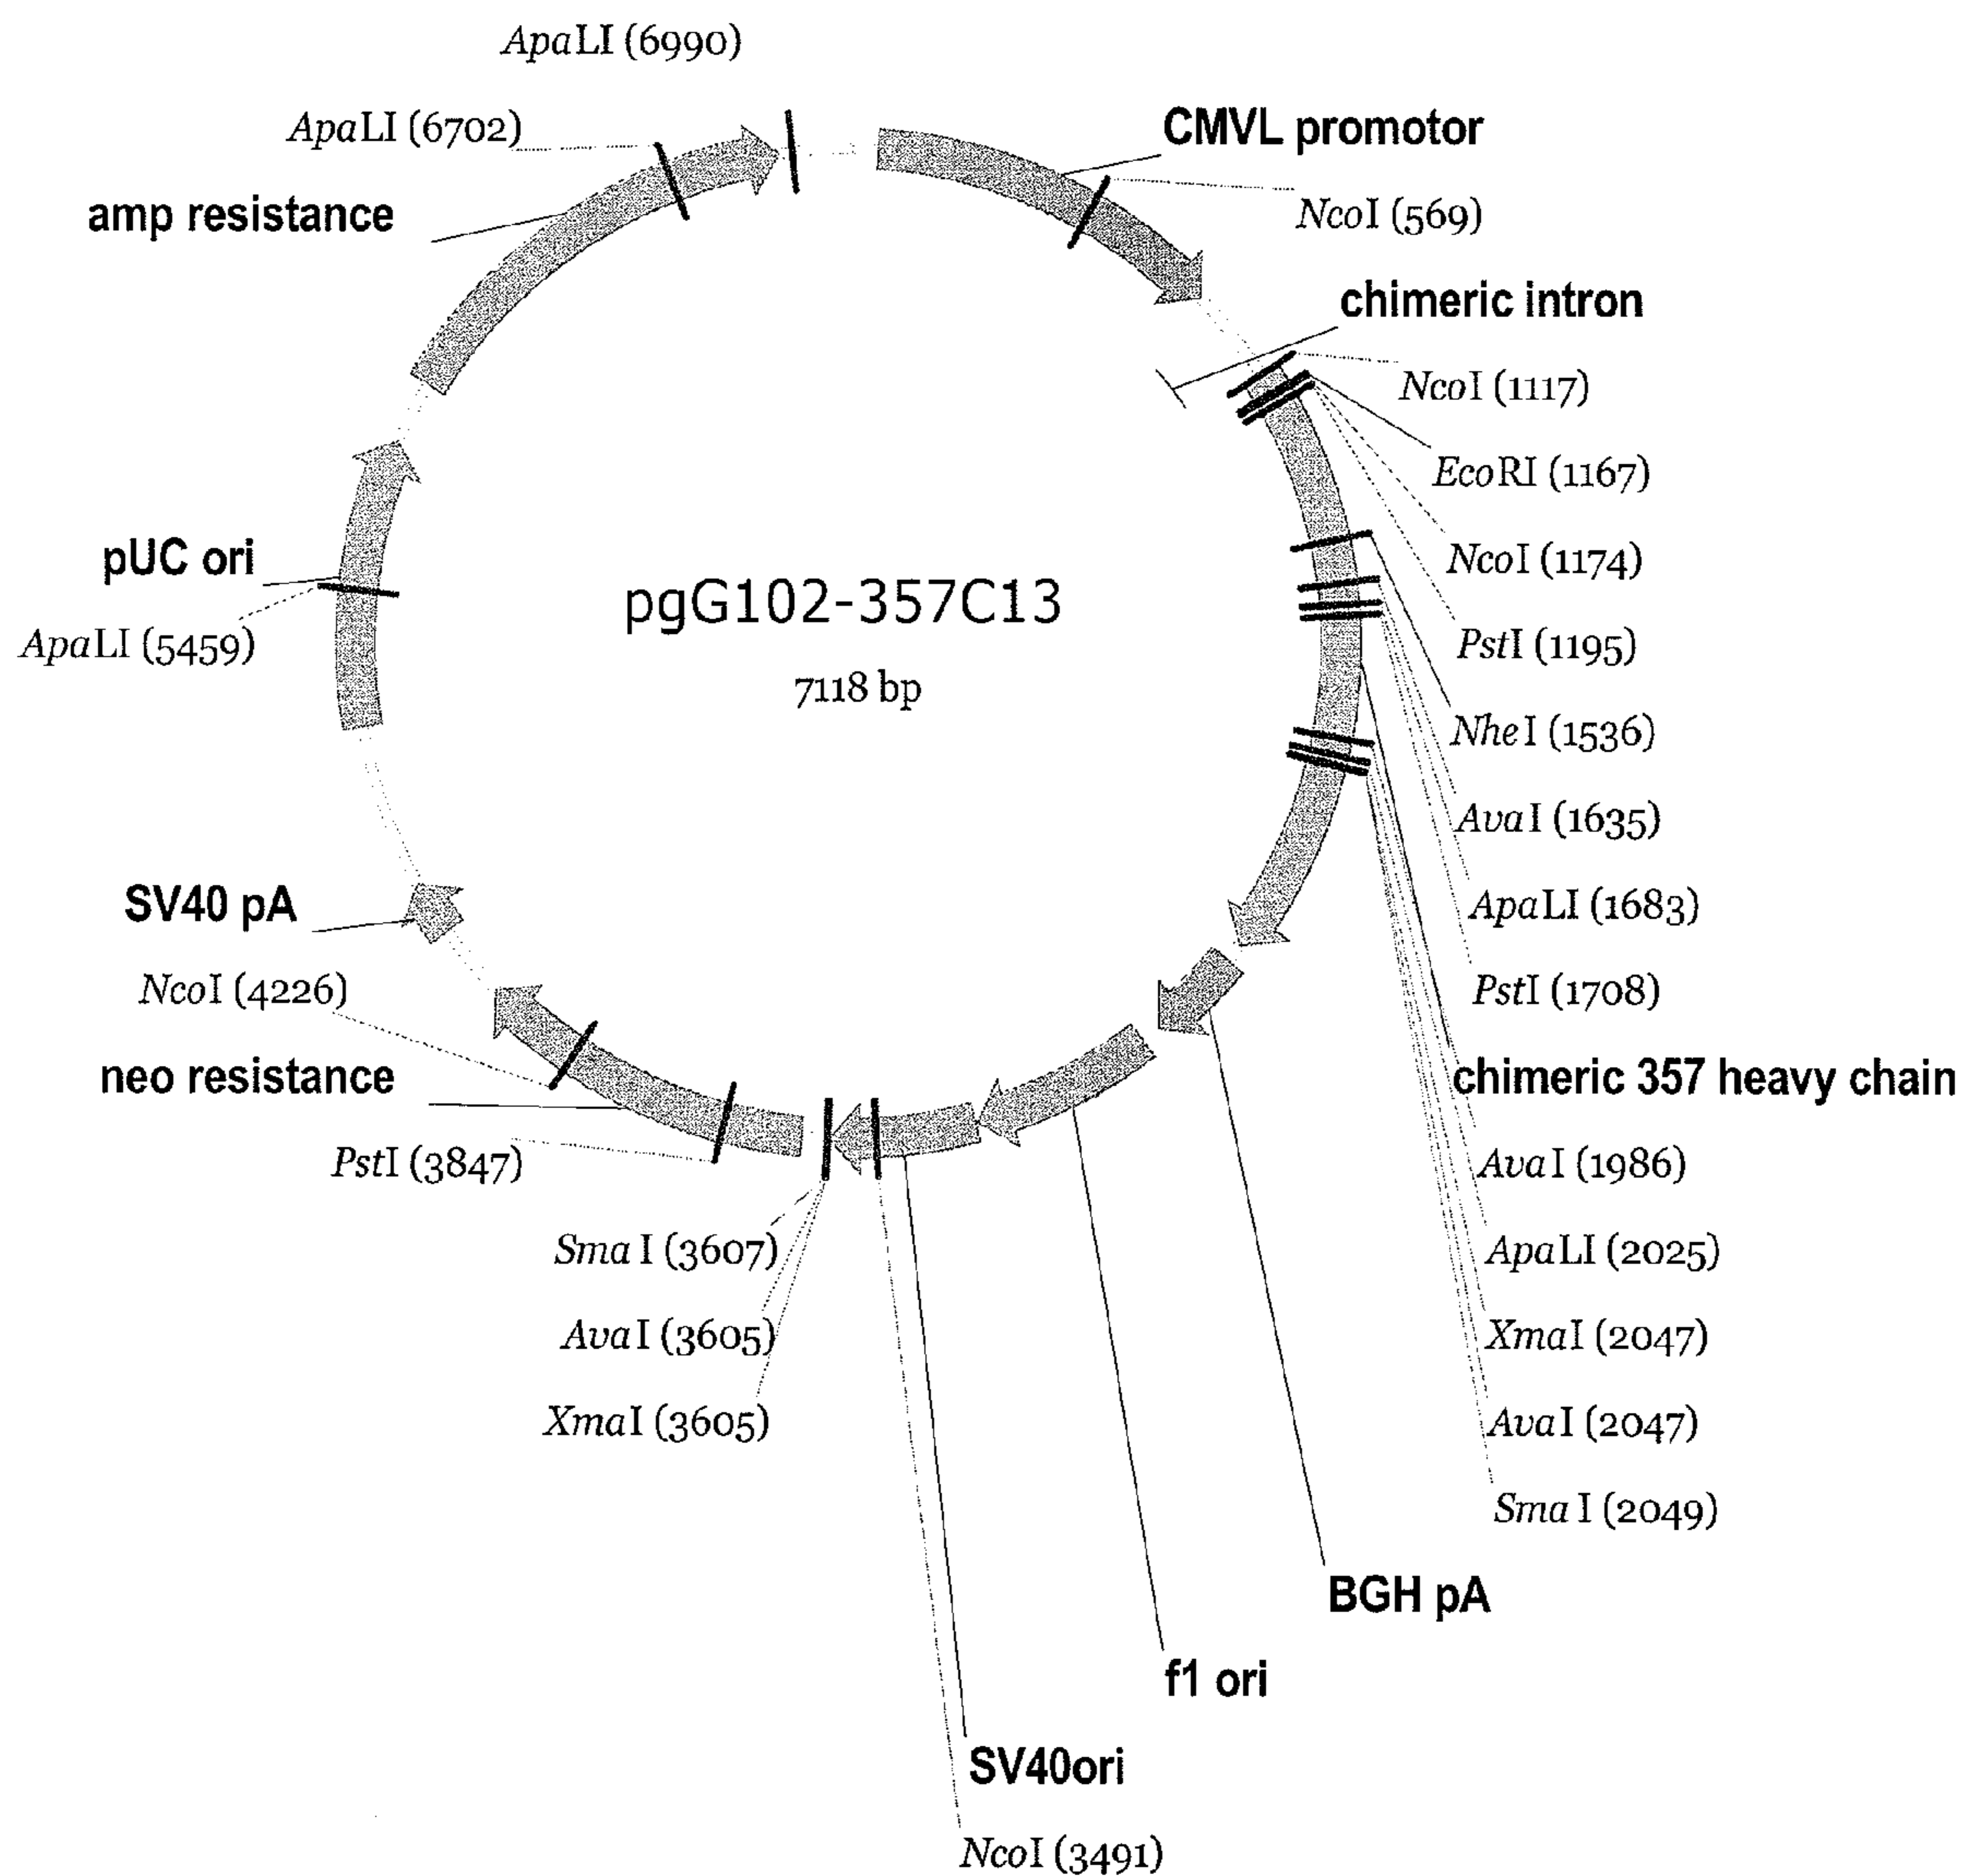 ApaLI (6990)
ApaLI (6702)
CMVL promotor
amp resistance
NcoI (569)
chimeric intron
NcoI (1117)
EcoRI (1167)
pUC ori
NcoI (1174)
pgG102-357C13
ApaLI (5459)
PstI (1195)
7118 bp
NheI (1536)
AvaI (1635)
SV40 pA
ApaLI (1683)
NcoI (4226)
PstI (1708)
neo resistance
chimeric 357 heavy chain
PstI (3847)
AvaI (1986)
Sma I (3607)
ApaLI (2025)
AvaI (3605)
XmaI (2047)
XmaI (3605)
AvaI (2047)
Sma I (2049)
BGH pA
f1 ori
SV40ori
NcoI (3491)